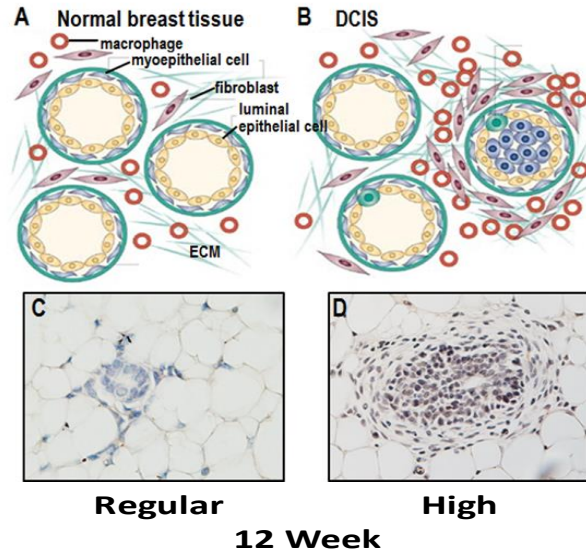 A Normal breast tissue
B DCIS
macrophage
myoepithelial cell
fibroblast
luminal
epithelial cell
ECM
C
D
Regular
High
12 Week